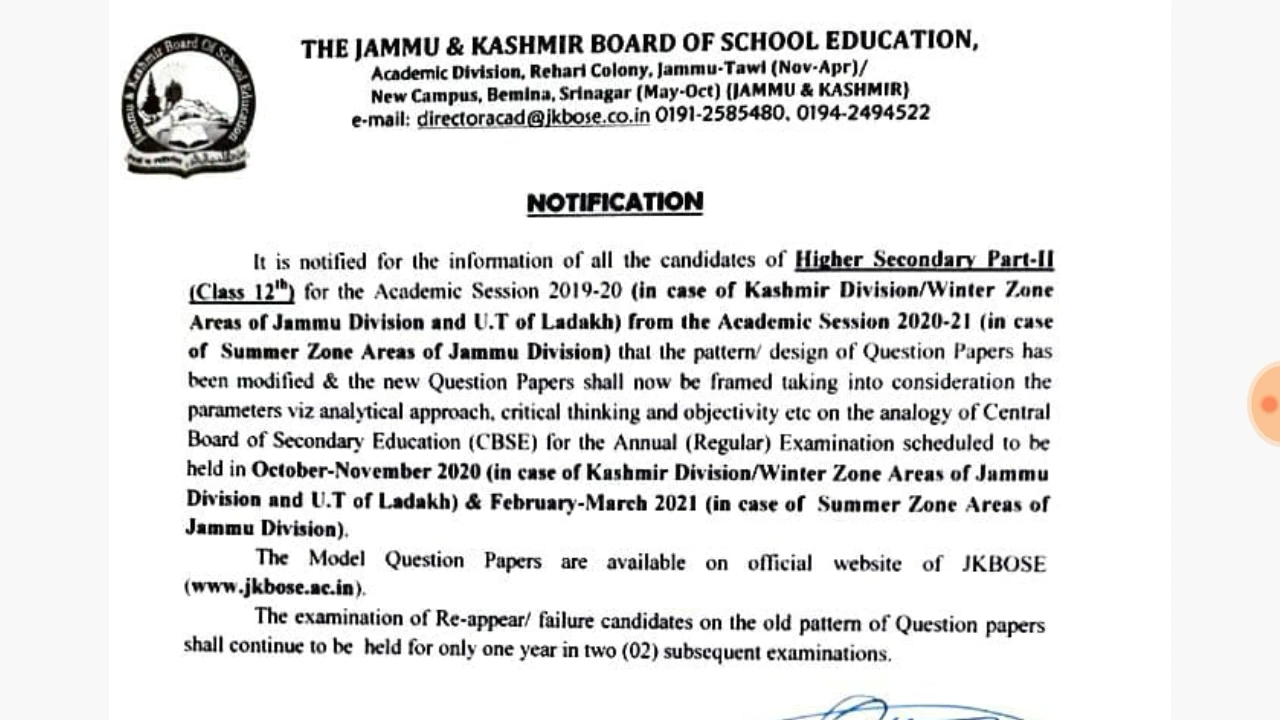 Jammu & Kashmir Board Of School Education
THE JAMMU & KASHMIR BOARD OF SCHOOL EDUCATION,
Academic Division, Rehari Colony, Jammu-Tawi (Nov-Apr)/
New Campus, Bemina, Srinagar (May-Oct) (JAMMU & KASHMIR)
e-mail: directoracad@jkbose.co.in 0191-2585480, 0194-2494522
NOTIFICATION
It is notified for the information of all the candidates of Higher Secondary Part-II
(Class 12th) for the Academic Session 2019-20 (in case of Kashmir Division/Winter Zone
Areas of Jammu Division and U.T of Ladakh) from the Academic Session 2020-21 (in case
of Summer Zone Areas of Jammu Division) that the pattern/ design of Question Papers has
been modified & the new Question Papers shall now be framed taking into consideration the
parameters viz analytical approach, critical thinking and objectivity etc on the analogy of Central
Board of Secondary Education (CBSE) for the Annual (Regular) Examination scheduled to be
held in October-November 2020 (in case of Kashmir Division/Winter Zone Areas of Jammu
Division and U.T of Ladakh) & February-March 2021 (in case of Summer Zone Areas of
Jammu Division).
The Model Question Papers are available on official website of JKBOSE
(www.jkbose.ac.in).
The examination of Re-appear/ failure candidates on the old pattern of Question papers
shall continue to be held for only one year in two (02) subsequent examinations.